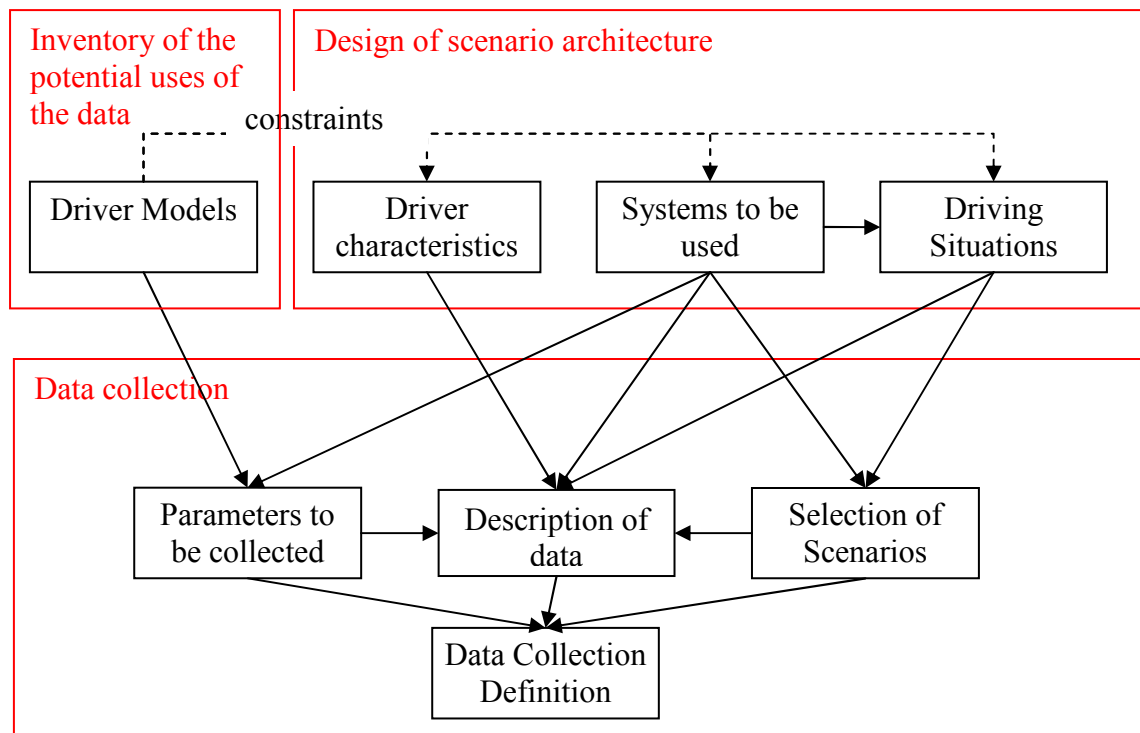 Inventory of the
potential uses of
the data
Design of scenario architecture
constraints
Driver Models
Driver
characteristics
Systems to be
used
Driving
Situations
Data collection
Parameters to
be collected
Description of
data
Selection of
Scenarios
Data Collection
Definition